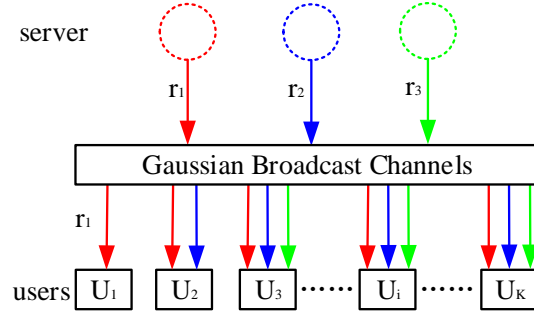 server
r1 r2 r3
Gaussian Broadcast Channels
r1
users U1 U2 U3 ...... Ui ...... UK